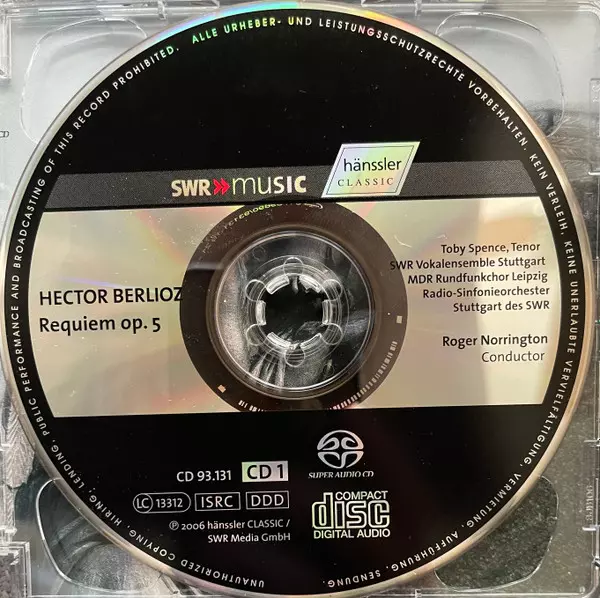 ALLE URHEBER- UND LEISTUNGSSCHUTZRECHTE VORBEHALTEN. KEIN VERLEIH, KEINE UNERLAUBTE VERVIELFÄLTIGUNG, VERMIETUNG, AUFFÜHRUNG, SENDUNG.
UNAUTHORIZED COPYING, HIRING, LENDING, PUBLIC PERFORMANCE AND BROADCASTING OF THIS RECORD PROHIBITED.
SWR»music
hänssler
CLASSIC
HECTOR BERLIOZ
Requiem op. 5
Toby Spence, Tenor
SWR Vokalensemble Stuttgart
MDR Rundfunkchor Leipzig
Radio-Sinfonieorchester
Stuttgart des SWR
Roger Norrington
Conductor
CD 93.131 CD 1
SUPER AUDIO CD
LC 13312 ISRC DDD
COMPACT
disc
DIGITAL AUDIO
℗ 2006 hänssler CLASSIC /
SWR Media GmbH